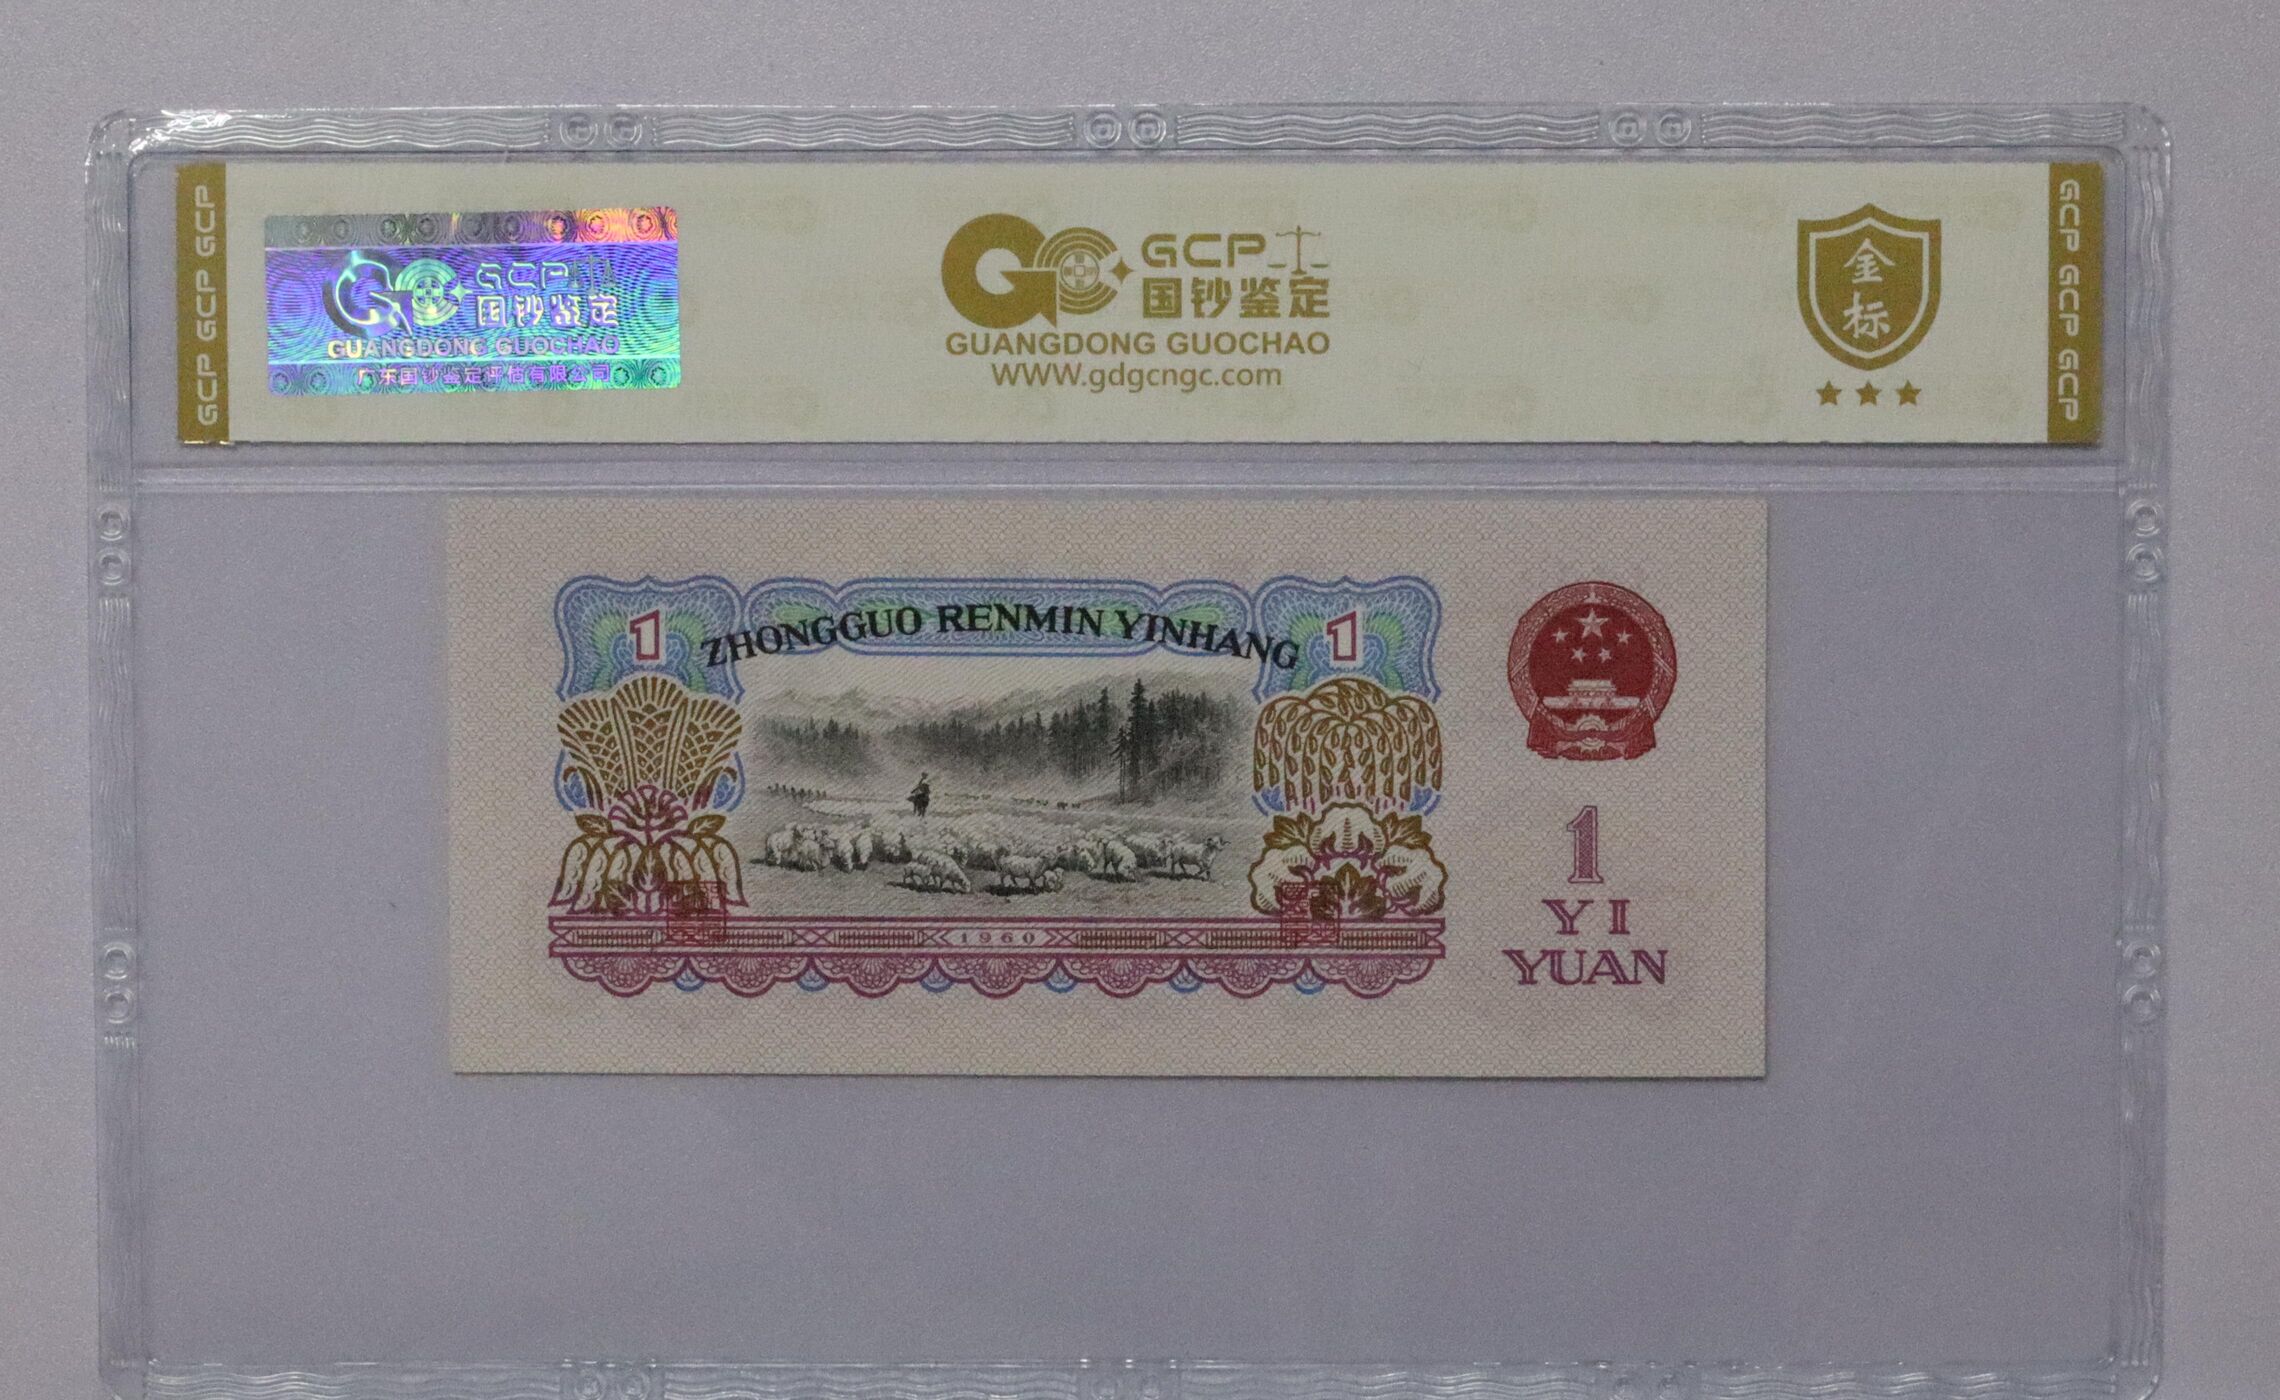 GCP GCP GCP
GCP
国钞鉴定
GUANGDONG GUOCHAO
广东国钞鉴定评估有限公司
GCP
国钞鉴定
GUANGDONG GUOCHAO
WWW.gdgcngc.com
金
标
GCP GCP GCP
1
ZHONGGUO RENMIN YINHANG
1
1960
1
YI
YUAN